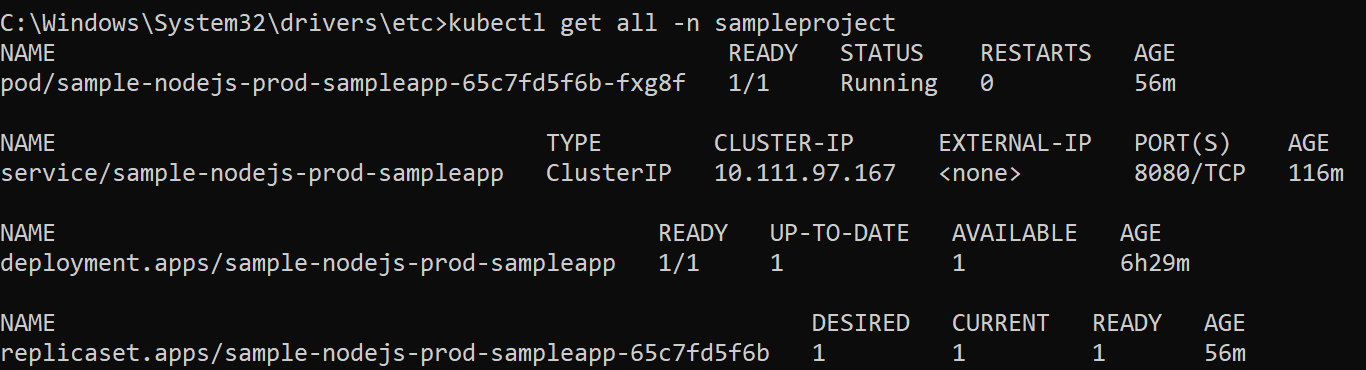 C:\Windows\System32\drivers\etc>kubectl get all -n sampleproject
NAME READY STATUS RESTARTS AGE
pod/sample-nodejs-prod-sampleapp-65c7fd5f6b-fxg8f 1/1 Running 0 56m
NAME TYPE CLUSTER-IP EXTERNAL-IP PORT(S) AGE
service/sample-nodejs-prod-sampleapp ClusterIP 10.111.97.167 <none> 8080/TCP 116m
NAME READY UP-TO-DATE AVAILABLE AGE
deployment.apps/sample-nodejs-prod-sampleapp 1/1 1 1 6h29m
NAME DESIRED CURRENT READY AGE
replicaset.apps/sample-nodejs-prod-sampleapp-65c7fd5f6b 1 1 1 56m